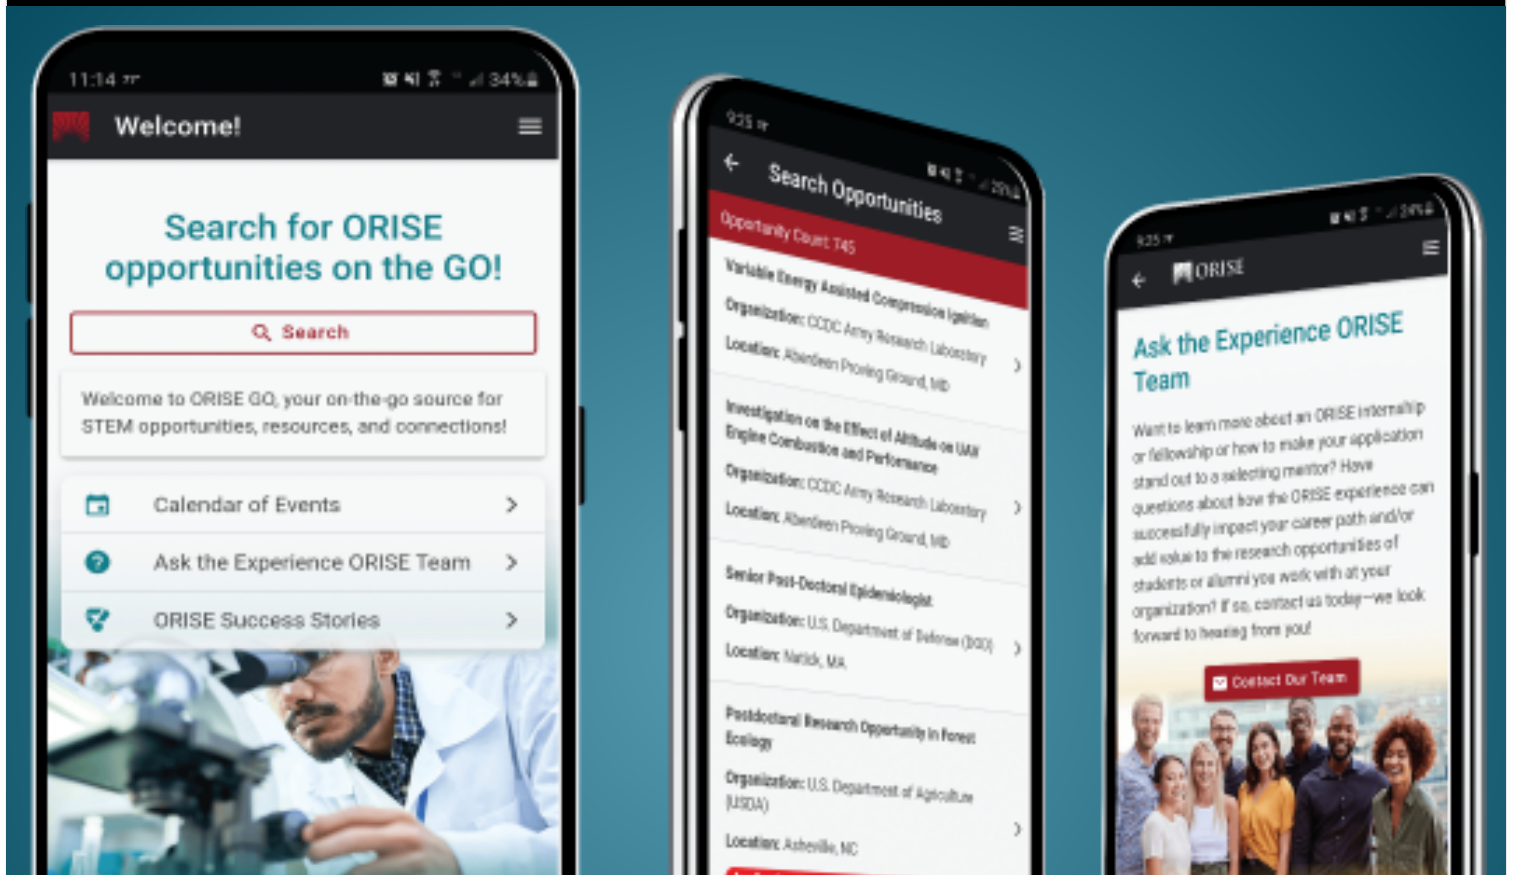 11:14
34%
Welcome!
Search for ORISE
opportunities on the GO!
Search
Welcome to ORISE GO, your on-the-go source for
STEM opportunities, resources, and connections!
Calendar of Events
Ask the Experience ORISE Team
ORISE Success Stories
9:25
Search Opportunities
Opportunity Count: 745
Variable Energy Assisted Compression Ignition
Organization: CCDC Army Research Laboratory
Location: Aberdeen Proving Ground, MD
Investigation on the Effect of Altitude on UAV
Engine Combustion and Performance
Organization: CCDC Army Research Laboratory
Location: Aberdeen Proving Ground, MD
Senior Post-Doctoral Epidemiologist
Organization: U.S. Department of Defense (DOD)
Location: Natick, MA
Postdoctoral Research Opportunity in Forest
Ecology
Organization: U.S. Department of Agriculture
(USDA)
Location: Asheville, NC
9:25
ORISE
Ask the Experience ORISE
Team
Want to learn more about an ORISE internship
or fellowship or how to make your application
stand out to a selecting mentor? Have
questions about how the ORISE experience can
successfully impact your career path and/or
add value to the research opportunities of
students or alumni you work with at your
organization? If so, contact us today—we look
forward to hearing from you!
Contact Our Team